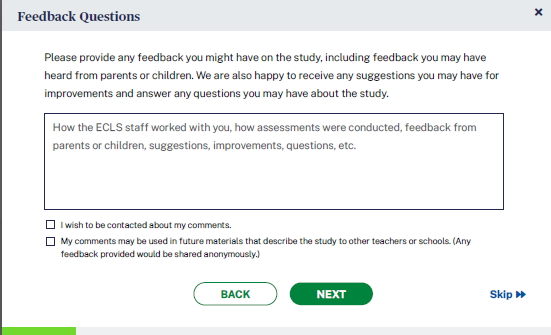 Feedback Questions
×
Please provide any feedback you might have on the study, including feedback you may have
heard from parents or children. We are also happy to receive any suggestions you may have for
improvements and answer any questions you may have about the study.
How the ECLS staff worked with you, how assessments were conducted, feedback from
parents or children, suggestions, improvements, questions, etc.
I wish to be contacted about my comments.
My comments may be used in future materials that describe the study to other teachers or schools. (Any
feedback provided would be shared anonymously.)
BACK
NEXT
Skip